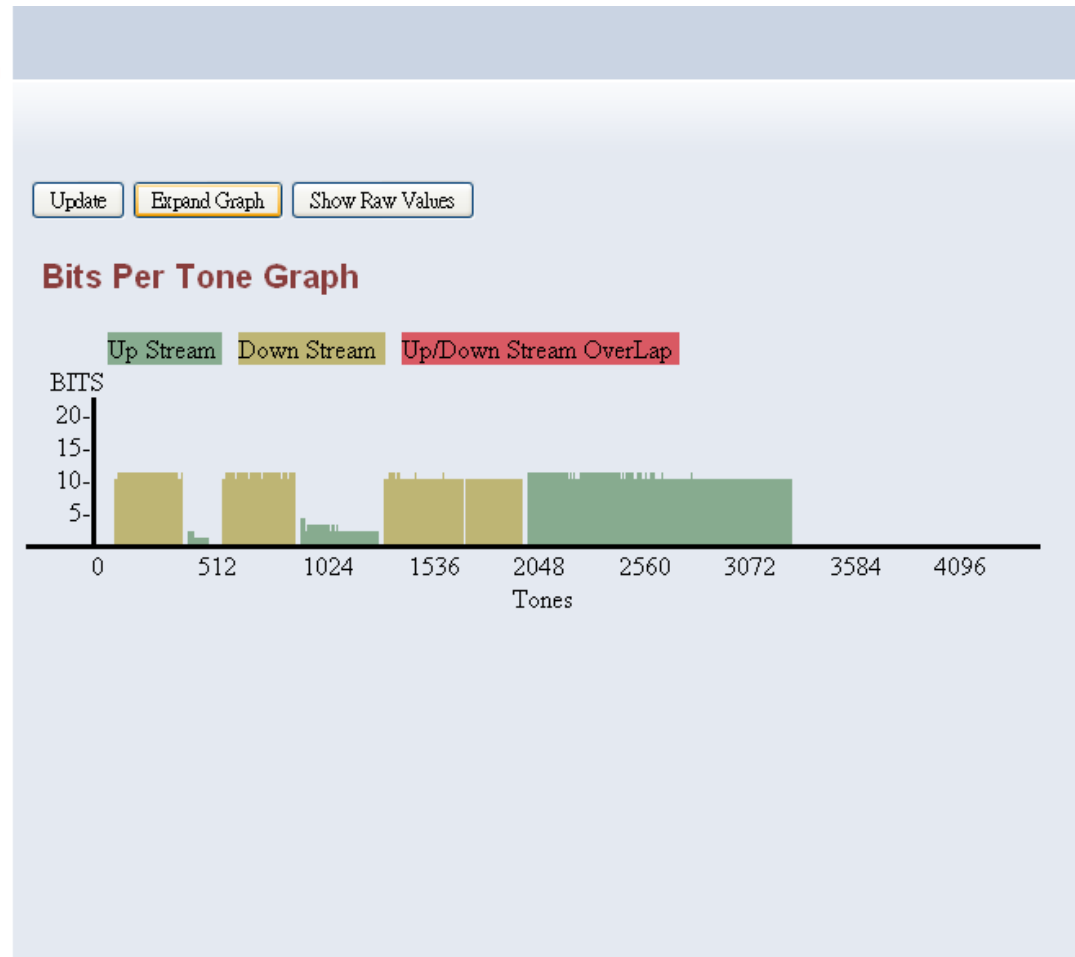 Update Expand Graph Show Raw Values
Bits Per Tone Graph
Up Stream Down Stream Up/Down Stream OverLap
BITS
20-
15-
10-
5-
0 512 1024 1536 2048 2560 3072 3584 4096
Tones